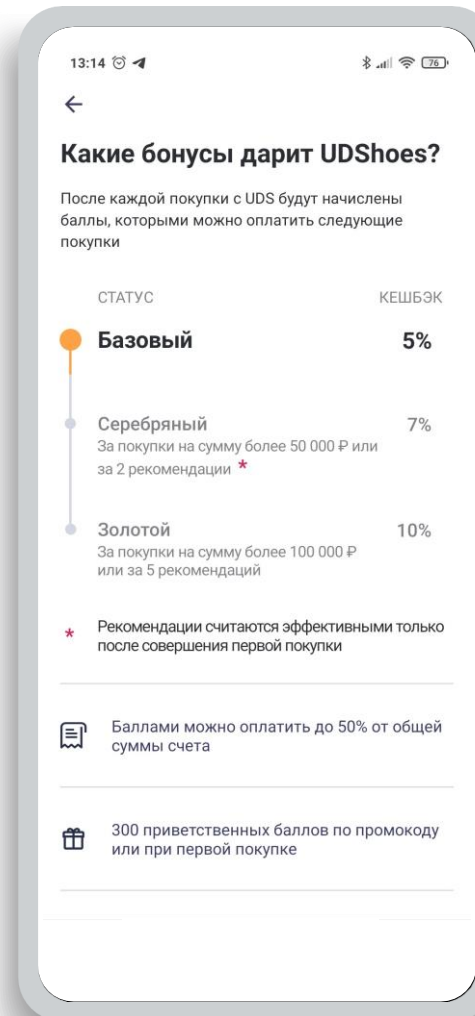 13:14
76
Какие бонусы дарит UDShoes?
После каждой покупки с UDS будут начислены
баллы, которыми можно оплатить следующие
покупки
СТАТУС КЕШБЭК
Базовый 5%
Серебряный 7%
За покупки на сумму более 50 000 ₽ или
за 2 рекомендации *
Золотой 10%
За покупки на сумму более 100 000 ₽
или за 5 рекомендаций
* Рекомендации считаются эффективными только
после совершения первой покупки
Баллами можно оплатить до 50% от общей
суммы счета
300 приветственных баллов по промокоду
или при первой покупке